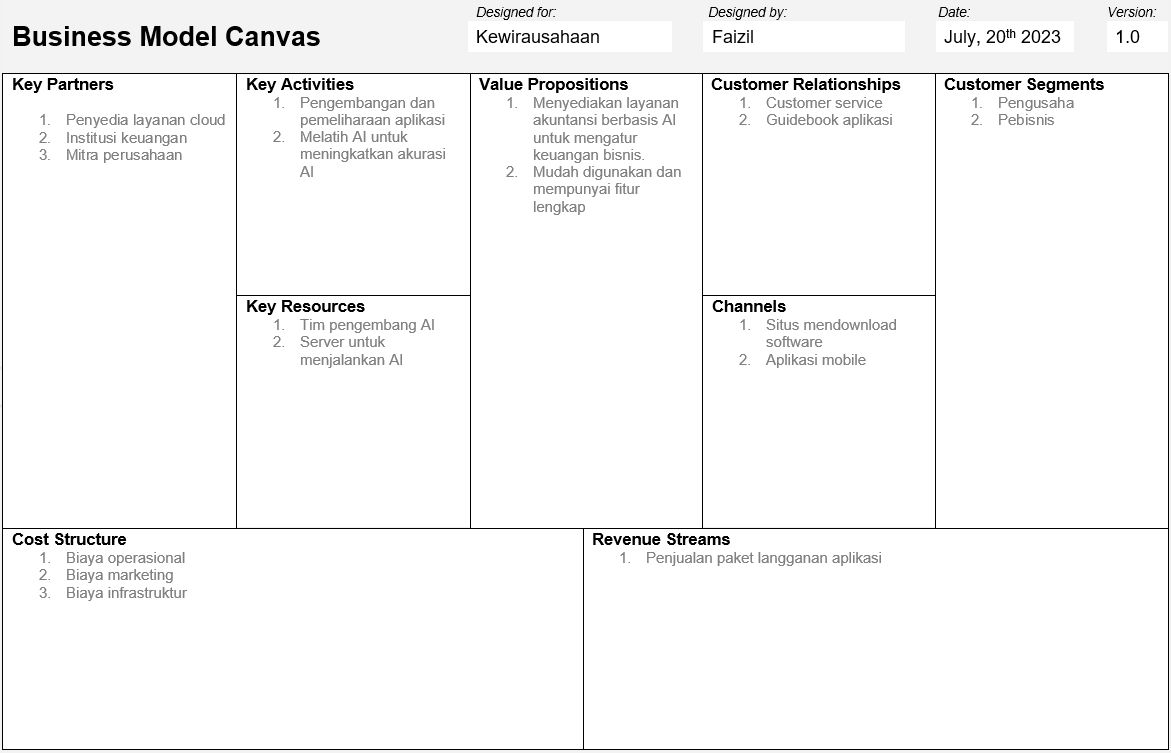 Business Model Canvas
Designed for:
Kewirausahaan
Designed by:
Faizil
Date:
July, 20th 2023
Version:
1.0
Key Partners
1. Penyedia layanan cloud
2. Institusi keuangan
3. Mitra perusahaan
Key Activities
1. Pengembangan dan
pemeliharaan aplikasi
2. Melatih AI untuk
meningkatkan akurasi
AI
Key Resources
1. Tim pengembang AI
2. Server untuk
menjalankan AI
Value Propositions
1. Menyediakan layanan
akuntansi berbasis AI
untuk mengatur
keuangan bisnis.
2. Mudah digunakan dan
mempunyai fitur
lengkap
Customer Relationships
1. Customer service
2. Guidebook aplikasi
Channels
1. Situs mendownload
software
2. Aplikasi mobile
Customer Segments
1. Pengusaha
2. Pebisnis
Cost Structure
1. Biaya operasional
2. Biaya marketing
3. Biaya infrastruktur
Revenue Streams
1. Penjualan paket langganan aplikasi